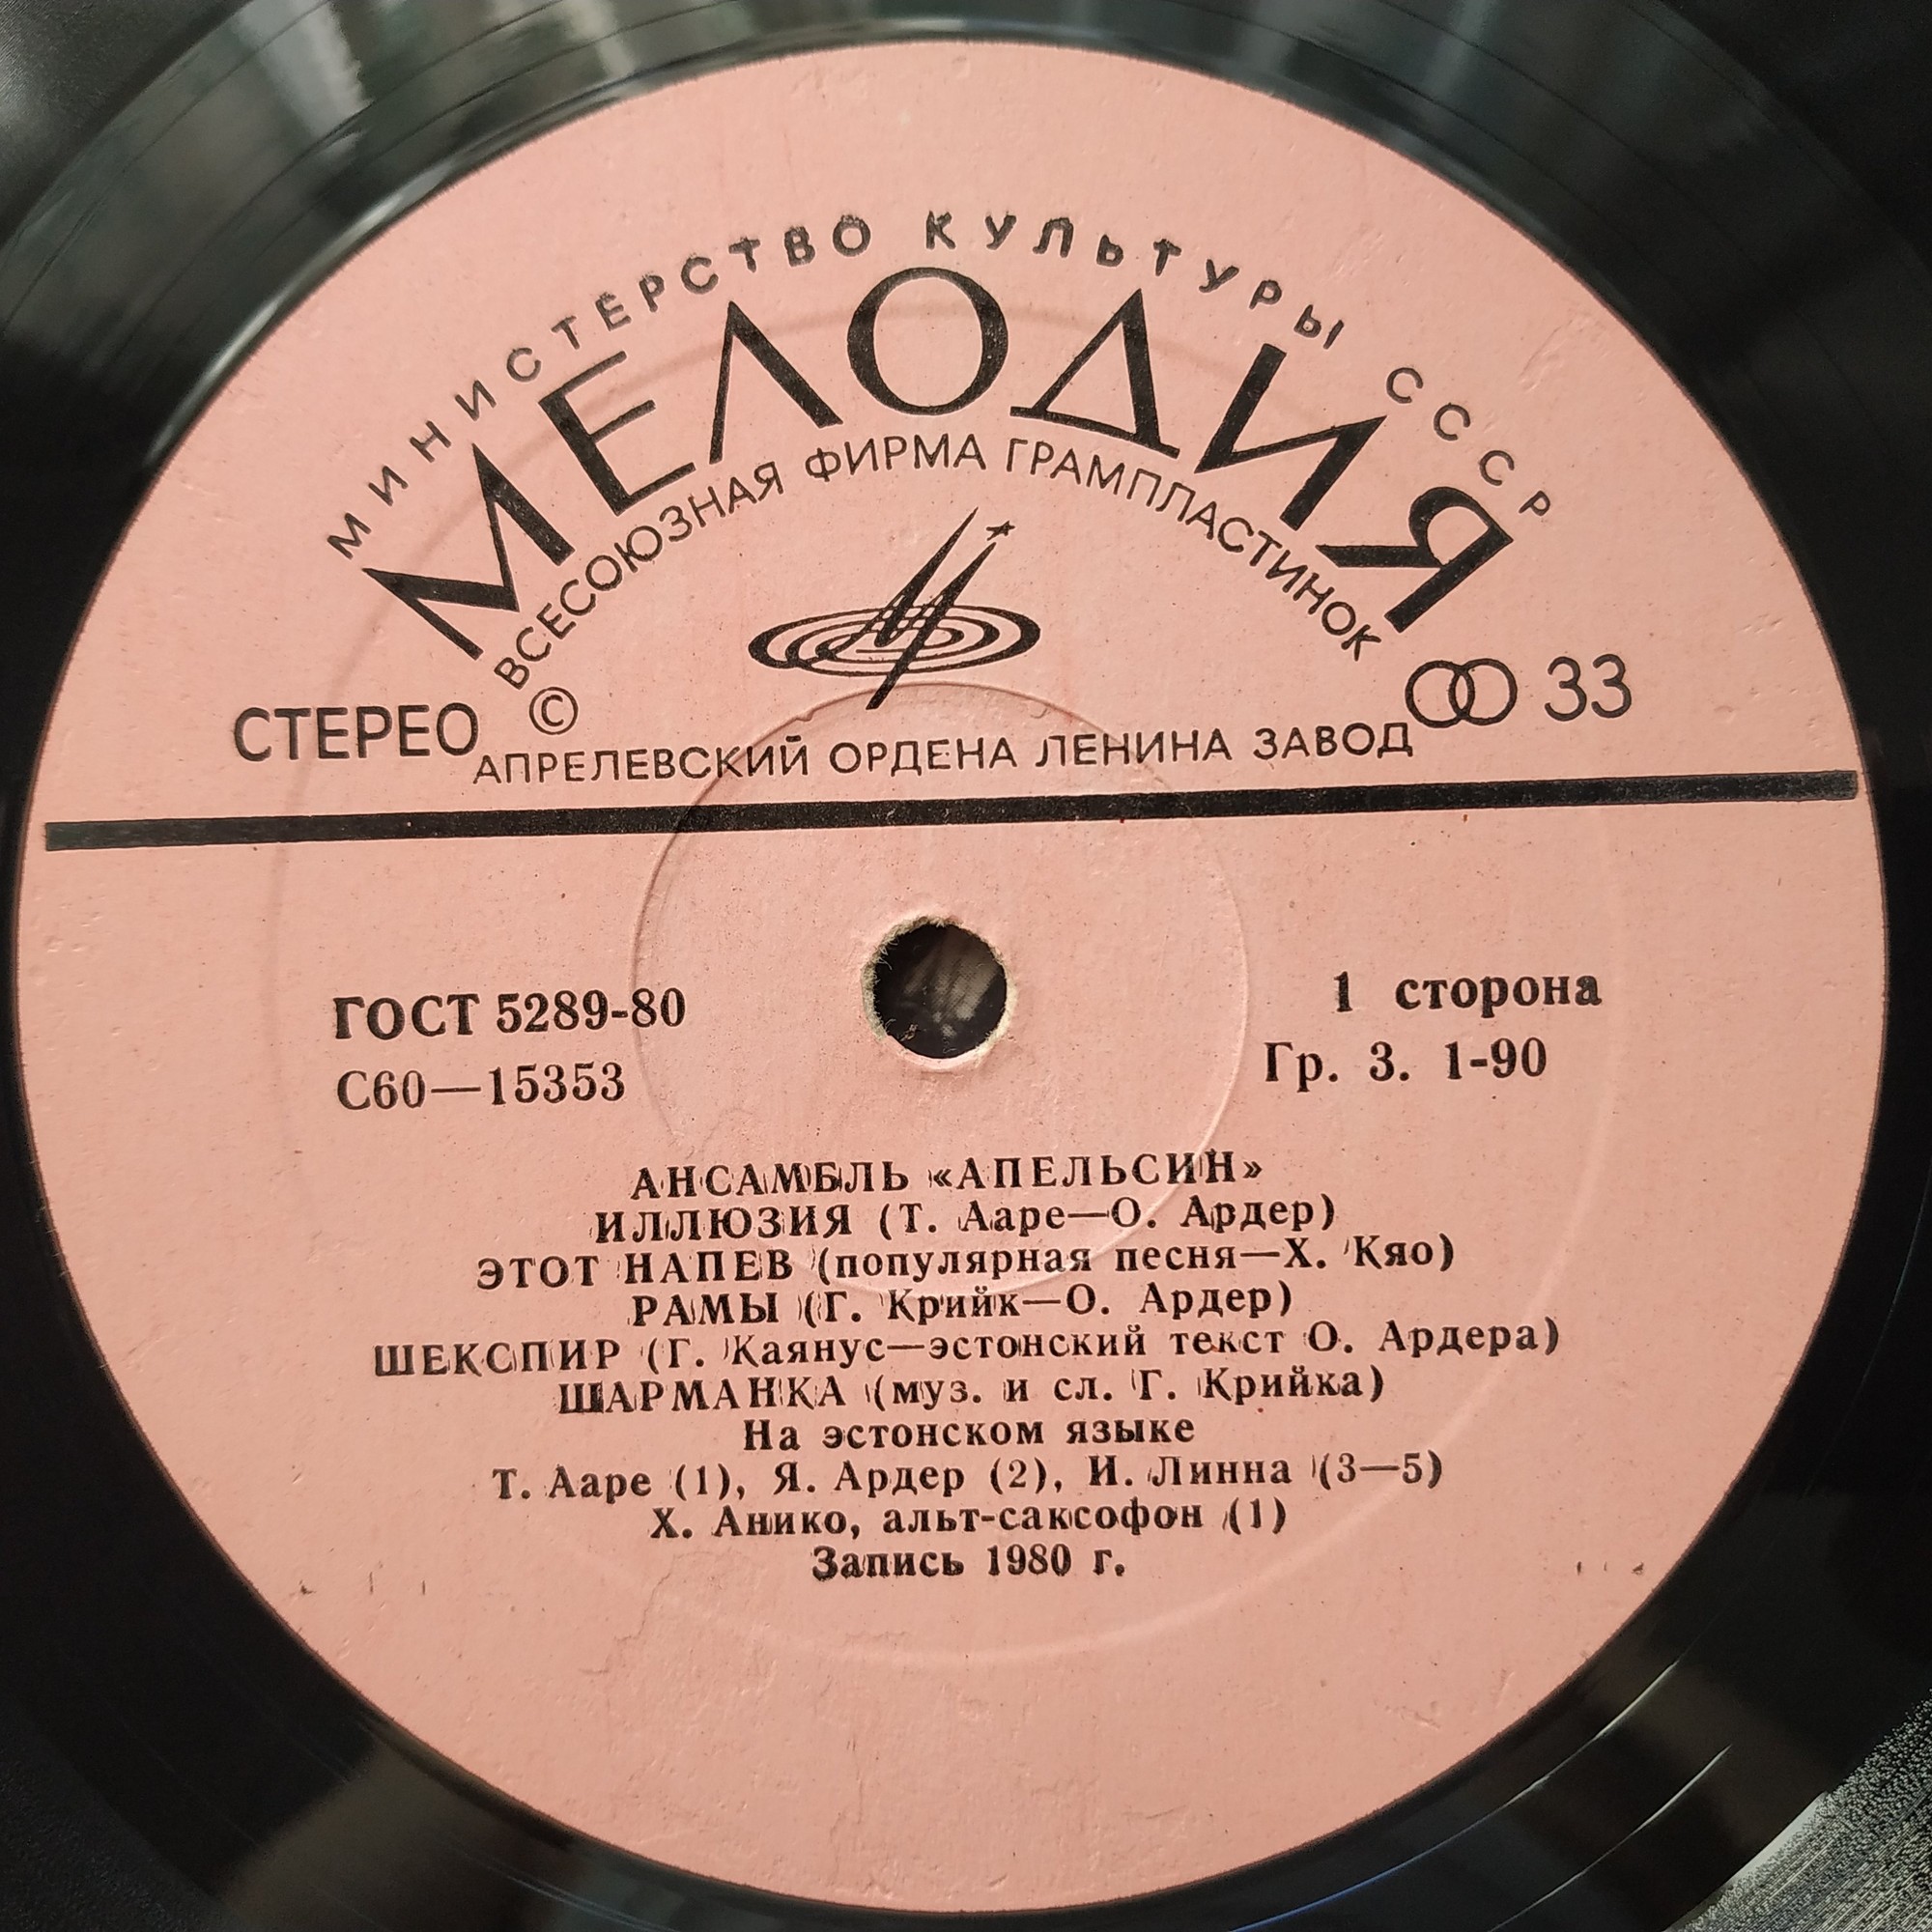 МИНИСТЕРСТВО КУЛЬТУРЫ СССР
МЕЛОДИЯ
ВСЕСОЮЗНАЯ ФИРМА ГРАМПЛАСТИНОК
СТЕРЕО © 33
АПРЕЛЕВСКИЙ ОРДЕНА ЛЕНИНА ЗАВОД
ГОСТ 5289-80
С60—15353
1 сторона
Гр. 3. 1-90
АНСАМБЛЬ «АПЕЛЬСИН»
ИЛЛЮЗИЯ (Т. Ааре—О. Ардер)
ЭТОТ НАПЕВ (популярная песня—Х. Кяо)
РАМЫ (Г. Крийк—О. Ардер)
ШЕКСПИР (Г. Каянус—эстонский текст О. Ардера)
ШАРМАНКА (муз. и сл. Г. Крийка)
На эстонском языке
Т. Ааре (1), Я. Ардер (2), И. Линна (3—5)
Х. Анико, альт-саксофон (1)
Запись 1980 г.